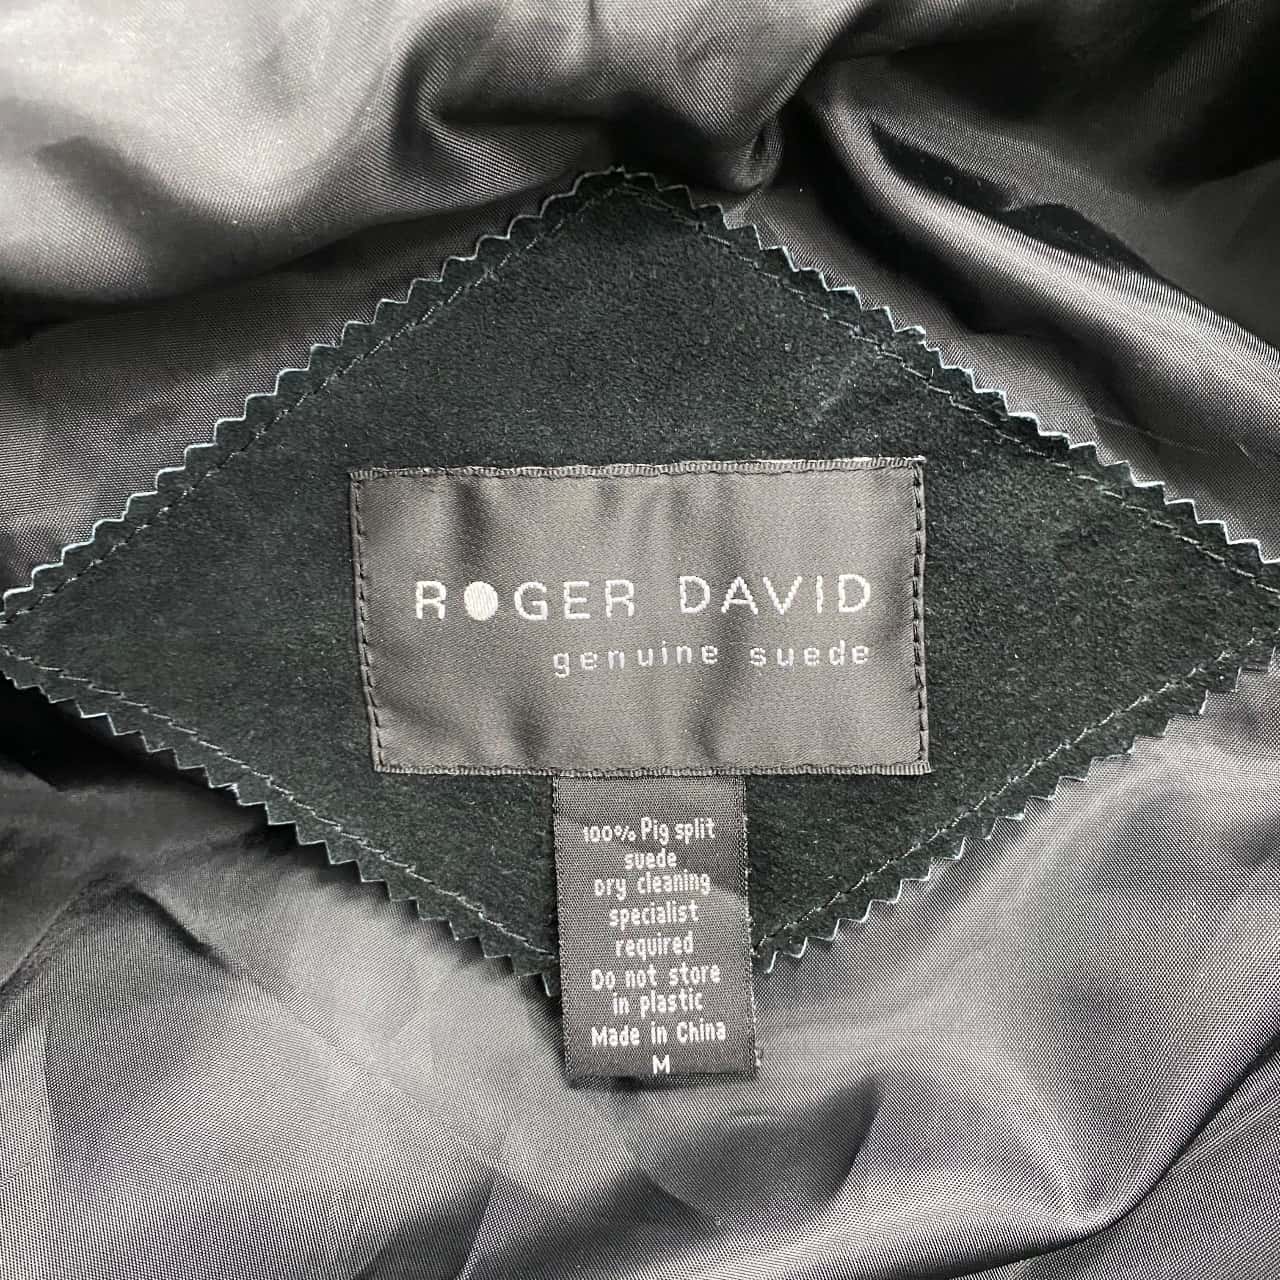 ROGER DAVID
genuine suede
100% Pig split
suede
Dry cleaning
specialist
required
Do not store
in plastic
Made in China
M